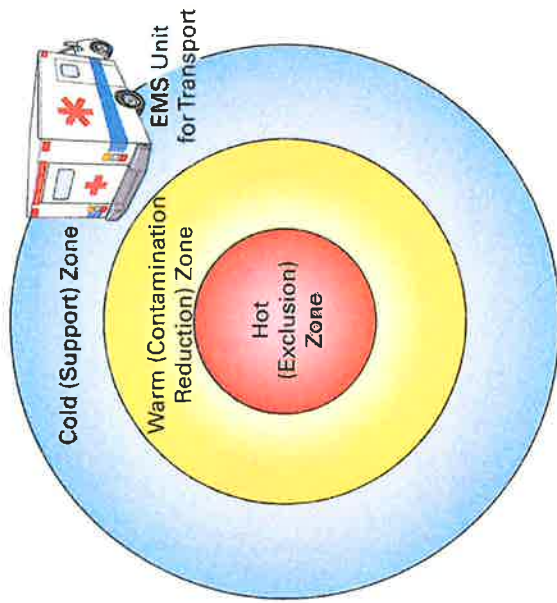 Cold (Support) Zone
EMS Unit
for Transport
Warm (Contamination
Reduction) Zone
Hot
(Exclusion)
Zone